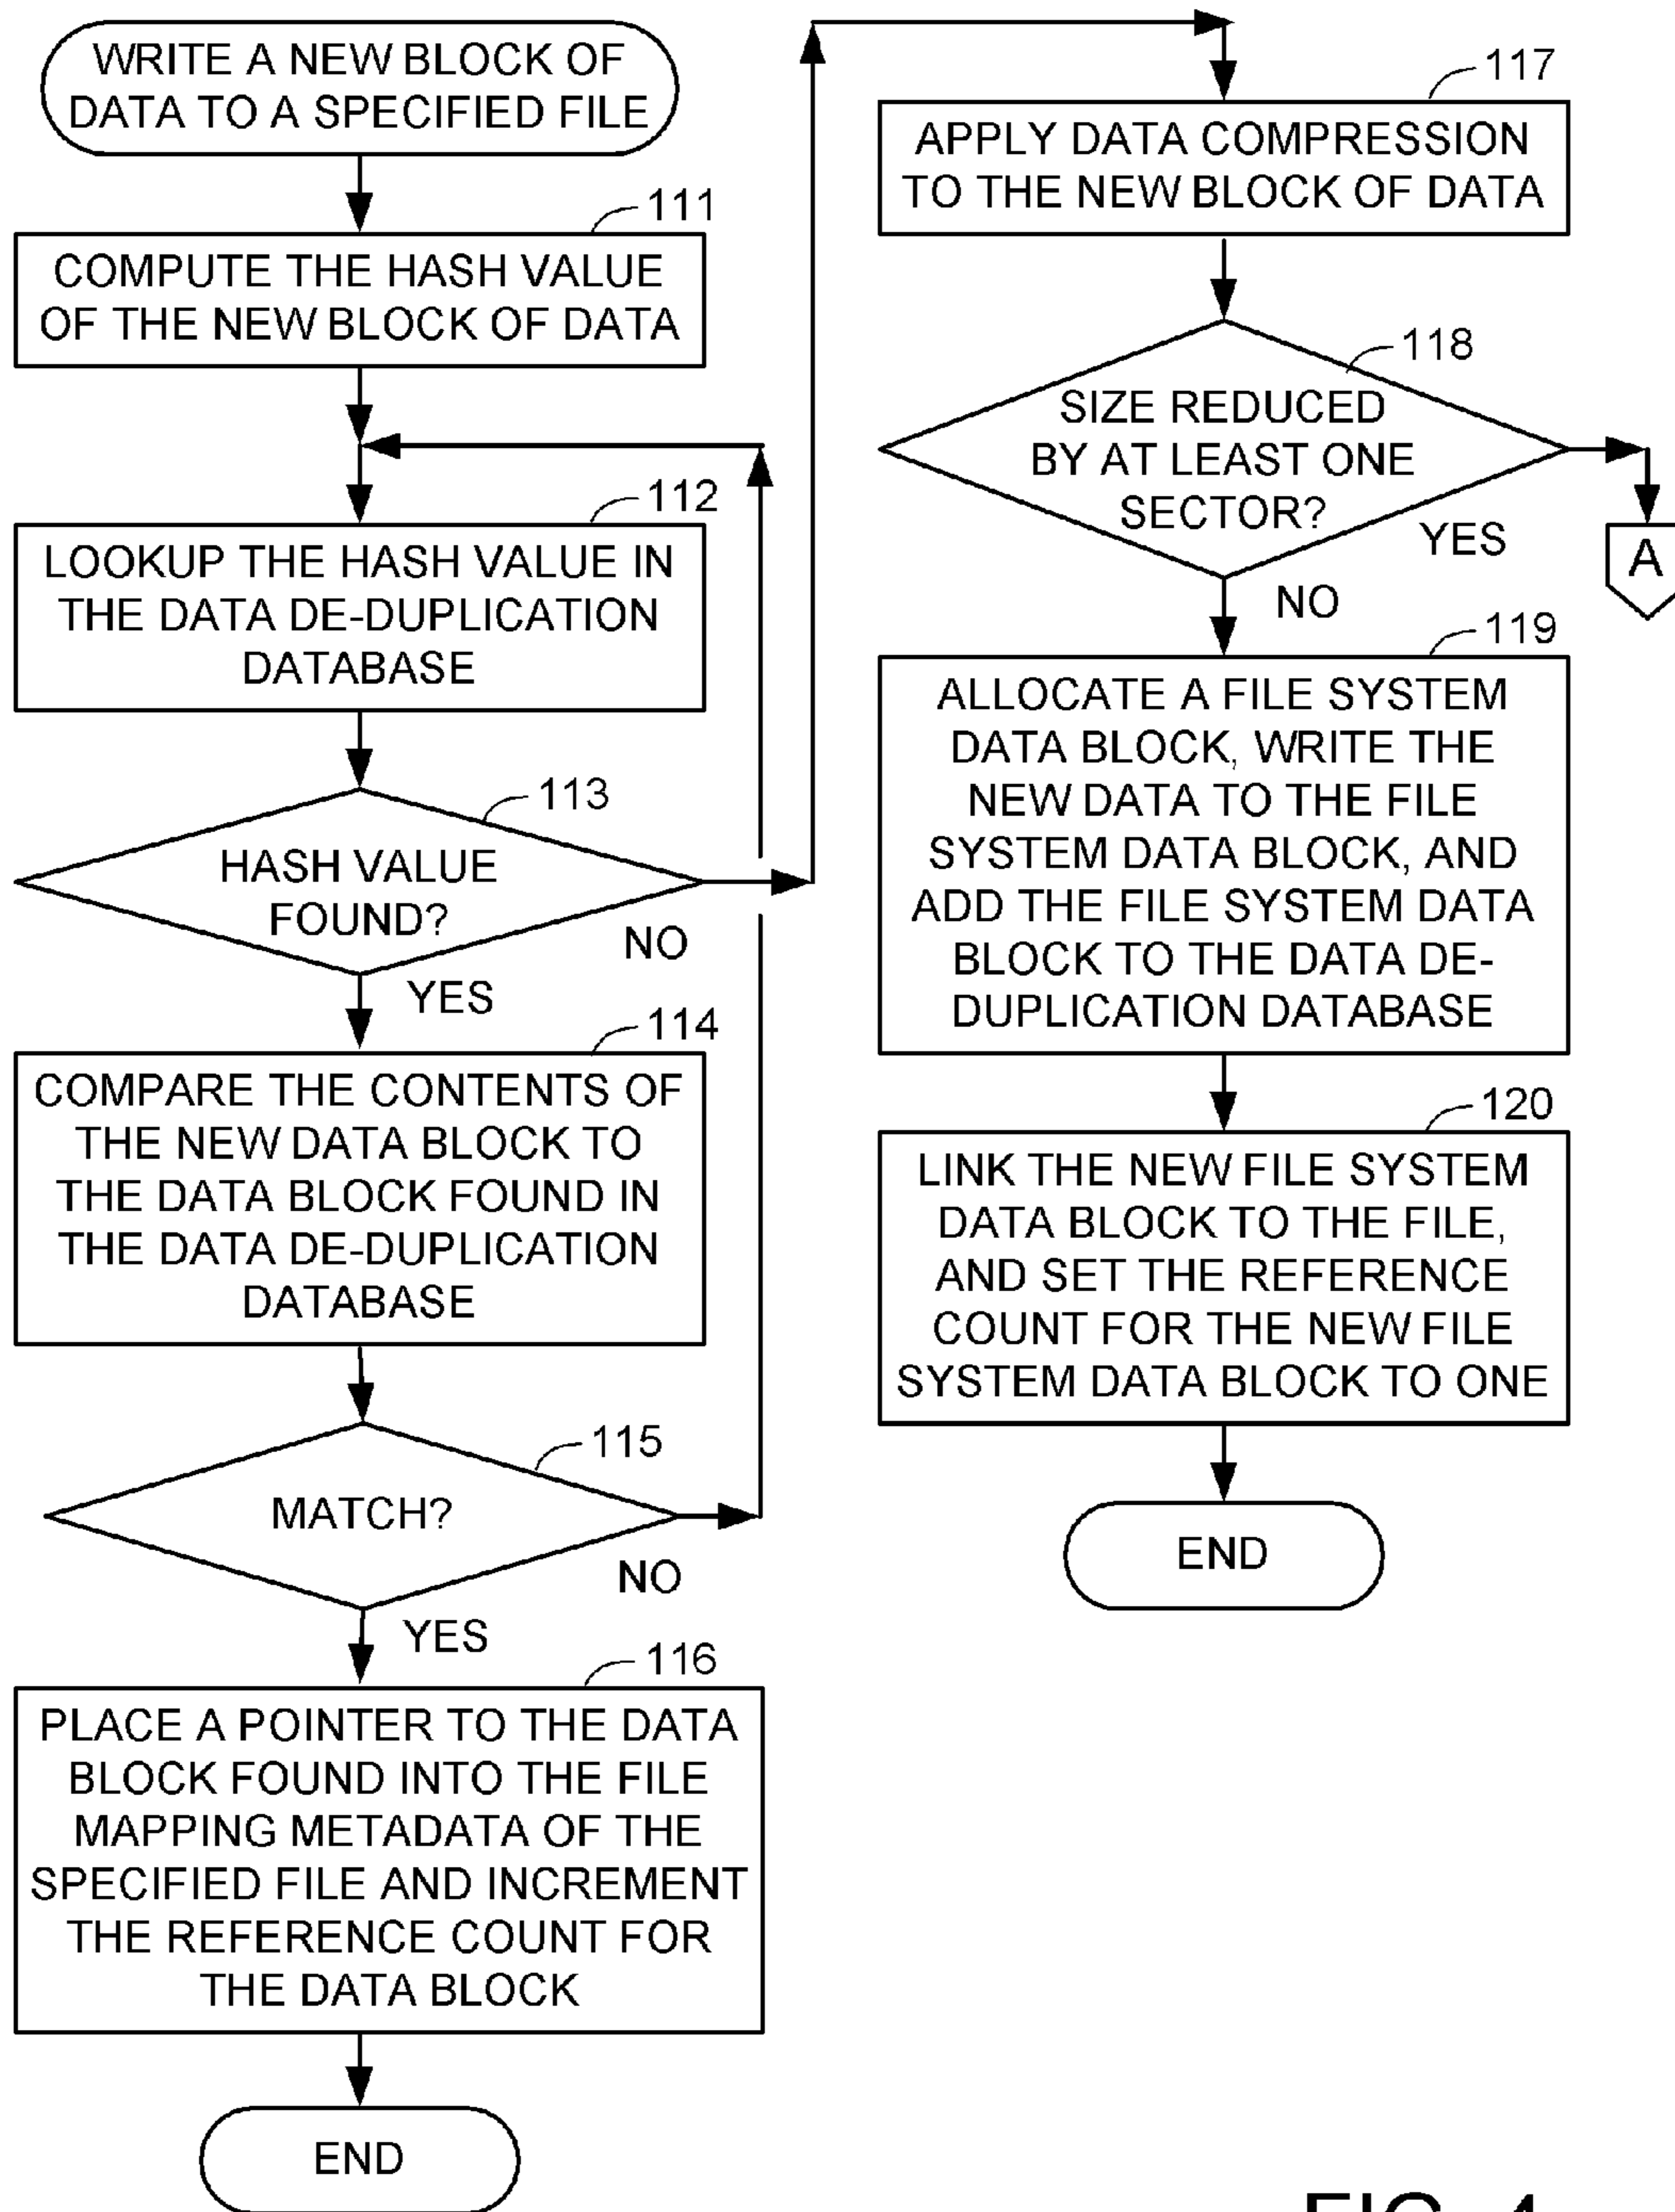 WRITE A NEW BLOCK OF
DATA TO A SPECIFIED FILE
111
COMPUTE THE HASH VALUE
OF THE NEW BLOCK OF DATA
112
LOOKUP THE HASH VALUE IN
THE DATA DE-DUPLICATION
DATABASE
113
HASH VALUE
FOUND?
NO
YES
114
COMPARE THE CONTENTS OF
THE NEW DATA BLOCK TO
THE DATA BLOCK FOUND IN
THE DATA DE-DUPLICATION
DATABASE
115
MATCH?
NO
YES
116
PLACE A POINTER TO THE DATA
BLOCK FOUND INTO THE FILE
MAPPING METADATA OF THE
SPECIFIED FILE AND INCREMENT
THE REFERENCE COUNT FOR
THE DATA BLOCK
END
117
APPLY DATA COMPRESSION
TO THE NEW BLOCK OF DATA
118
SIZE REDUCED
BY AT LEAST ONE
SECTOR?
YES
A
NO
119
ALLOCATE A FILE SYSTEM
DATA BLOCK, WRITE THE
NEW DATA TO THE FILE
SYSTEM DATA BLOCK, AND
ADD THE FILE SYSTEM DATA
BLOCK TO THE DATA DE-
DUPLICATION DATABASE
120
LINK THE NEW FILE SYSTEM
DATA BLOCK TO THE FILE,
AND SET THE REFERENCE
COUNT FOR THE NEW FILE
SYSTEM DATA BLOCK TO ONE
END